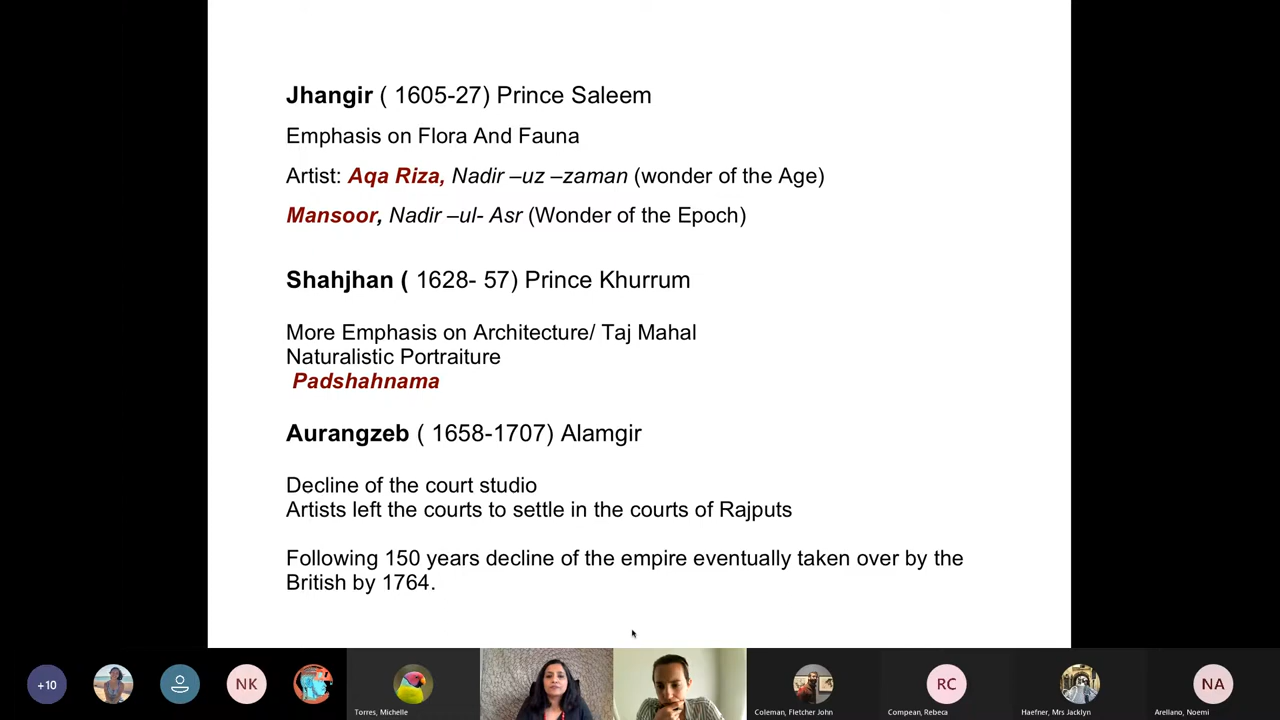 Jhangir ( 1605-27) Prince Saleem
Emphasis on Flora And Fauna
Artist: Aqa Riza, Nadir –uz –zaman (wonder of the Age)
Mansoor, Nadir –ul- Asr (Wonder of the Epoch)
Shahjhan ( 1628- 57) Prince Khurrum
More Emphasis on Architecture/ Taj Mahal
Naturalistic Portraiture
Padshahnama
Aurangzeb ( 1658-1707) Alamgir
Decline of the court studio
Artists left the courts to settle in the courts of Rajputs
Following 150 years decline of the empire eventually taken over by the
British by 1764.
+10
NK
RC
NA
Torres, Michelle
Coleman, Fletcher John
Compean, Rebeca
Haefner, Mrs Jacklyn
Arellano, Noemi